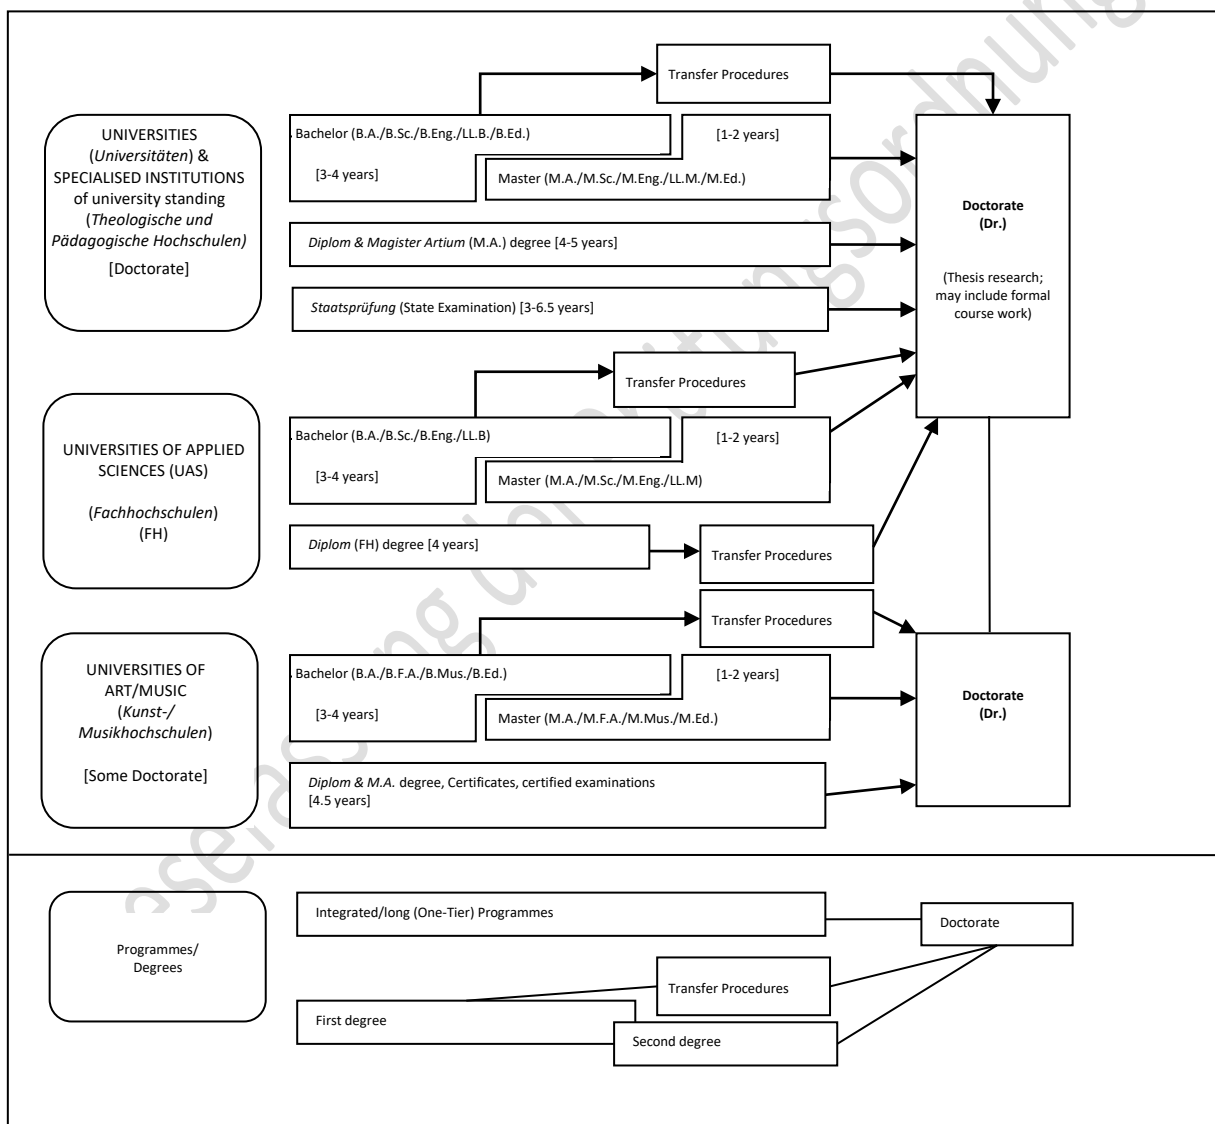 Transfer Procedures
UNIVERSITIES
(Universitäten) &
SPECIALISED INSTITUTIONS
of university standing
(Theologische und
Pädagogische Hochschulen)
[Doctorate]
Bachelor (B.A./B.Sc./B.Eng./LL.B./B.Ed.)
[3-4 years]
[1-2 years]
Master (M.A./M.Sc./M.Eng./LL.M./M.Ed.)
Diplom & Magister Artium (M.A.) degree [4-5 years]
Staatsprüfung (State Examination) [3-6.5 years]
Doctorate
(Dr.)
(Thesis research;
may include formal
course work)
UNIVERSITIES OF APPLIED
SCIENCES (UAS)
(Fachhochschulen)
(FH)
Transfer Procedures
Bachelor (B.A./B.Sc./B.Eng./LL.B)
[3-4 years]
[1-2 years]
Master (M.A./M.Sc./M.Eng./LL.M)
Diplom (FH) degree [4 years]
Transfer Procedures
UNIVERSITIES OF
ART/MUSIC
(Kunst-/
Musikhochschulen)
[Some Doctorate]
Transfer Procedures
Bachelor (B.A./B.F.A./B.Mus./B.Ed.)
[3-4 years]
[1-2 years]
Master (M.A./M.F.A./M.Mus./M.Ed.)
Diplom & M.A. degree, Certificates, certified examinations
[4.5 years]
Doctorate
(Dr.)
Programmes/
Degrees
Integrated/long (One-Tier) Programmes
Doctorate
Transfer Procedures
First degree
Second degree